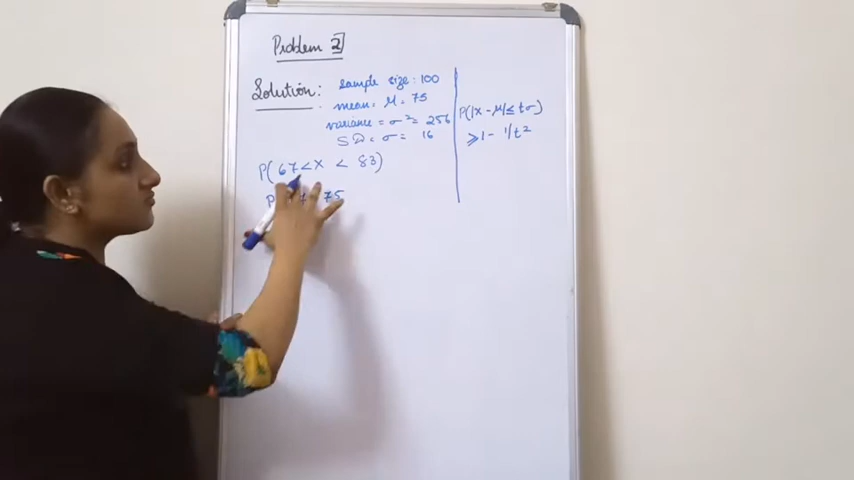 Problem 2
Solution: sample size: 100
mean = μ = 75
variance = σ² = 256
SD = σ = 16
P(67 < X < 83)
P 75
P(|X - μ| ≤ tσ)
≥ 1 - 1/t²